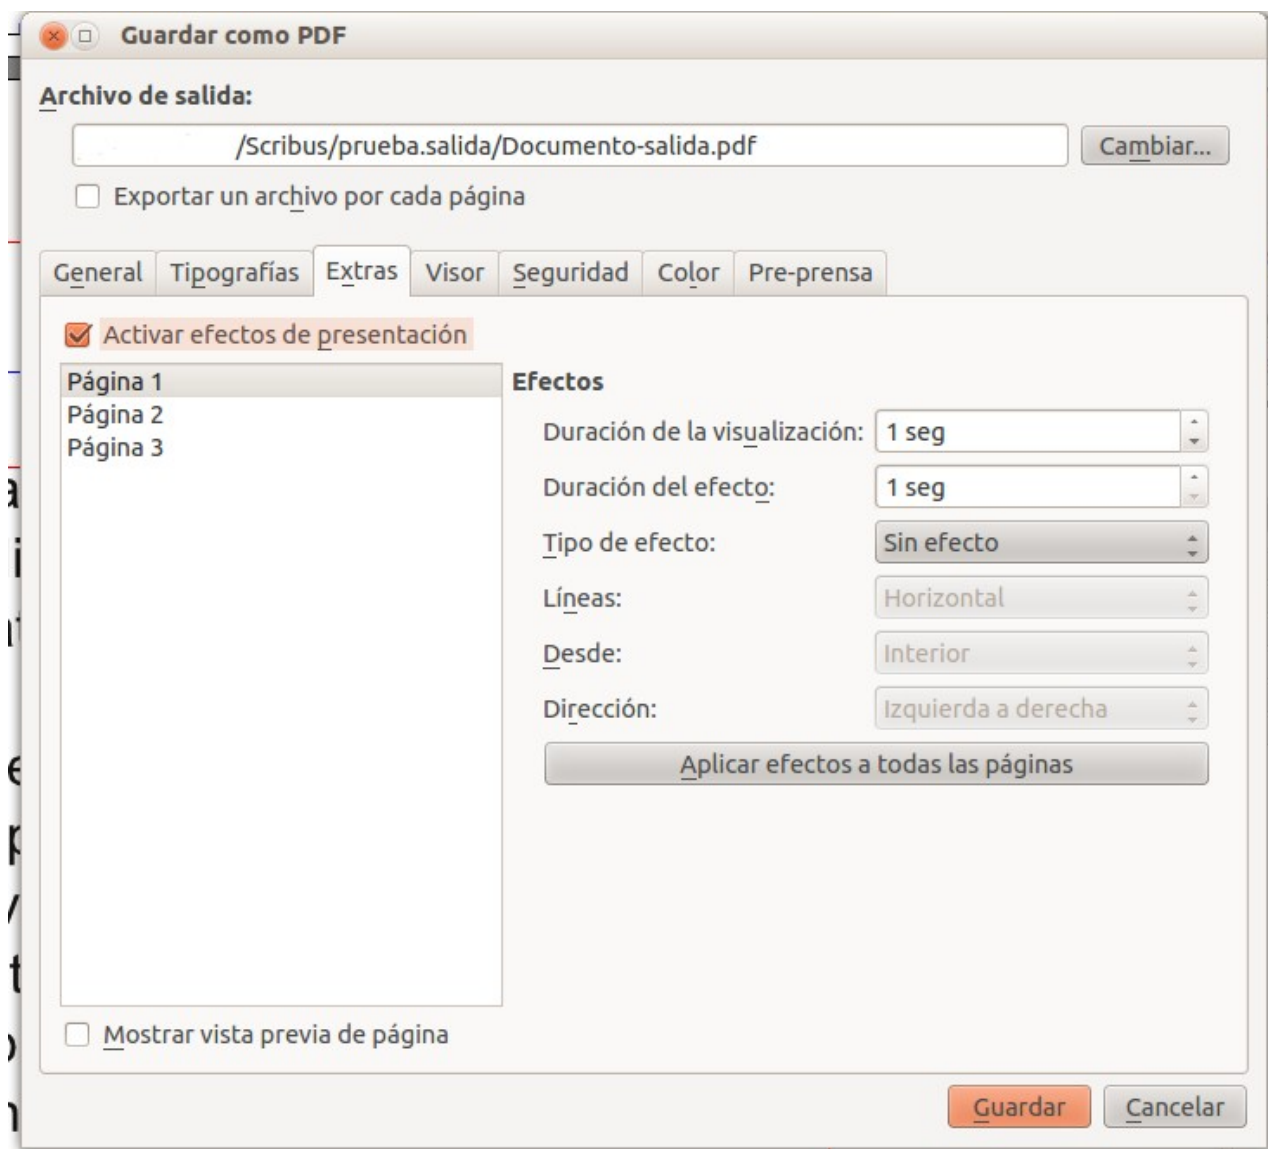 Guardar como PDF
Archivo de salida:
/Scribus/prueba.salida/Documento-salida.pdf
Cambiar...
Exportar un archivo por cada página
General Tipografías Extras Visor Seguridad Color Pre-prensa
Activar efectos de presentación
Página 1
Página 2
Página 3
Efectos
Duración de la visualización: 1 seg
Duración del efecto: 1 seg
Tipo de efecto: Sin efecto
Líneas: Horizontal
Desde: Interior
Dirección: Izquierda a derecha
Aplicar efectos a todas las páginas
Mostrar vista previa de página
Guardar Cancelar